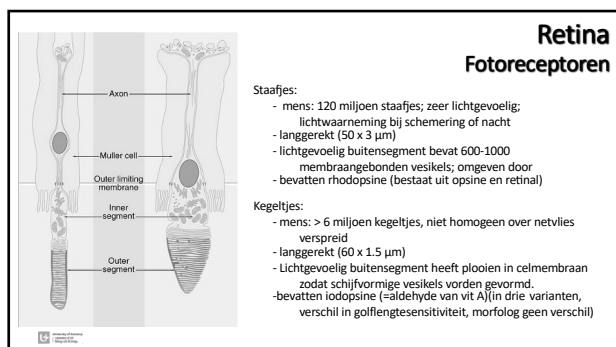 Retina
Fotoreceptoren
Axon
Muller cell
Outer limiting
membrane
Inner
segment
Outer
segment
Staafjes:
- mens: 120 miljoen staafjes; zeer lichtgevoelig;
lichtwaarneming bij schemering of nacht
- langgerekt (50 x 3 µm)
- lichtgevoelig buitensegment bevat 600-1000
membraangebonden vesikels; omgeven door
- bevatten rhodopsine (bestaat uit opsine en retinal)
Kegeltjes:
- mens: > 6 miljoen kegeltjes, niet homogeen over netvlies
verspreid
- langgerekt (60 x 1.5 µm)
- Lichtgevoelig buitensegment heeft plooien in celmembraan
zodat schijfvormige vesikels vorden gevormd.
-bevatten iodopsine (=aldehyde van vit A)(in drie varianten,
verschil in golflengtesensitiviteit, morfolog geen verschil)
University of Antwerp